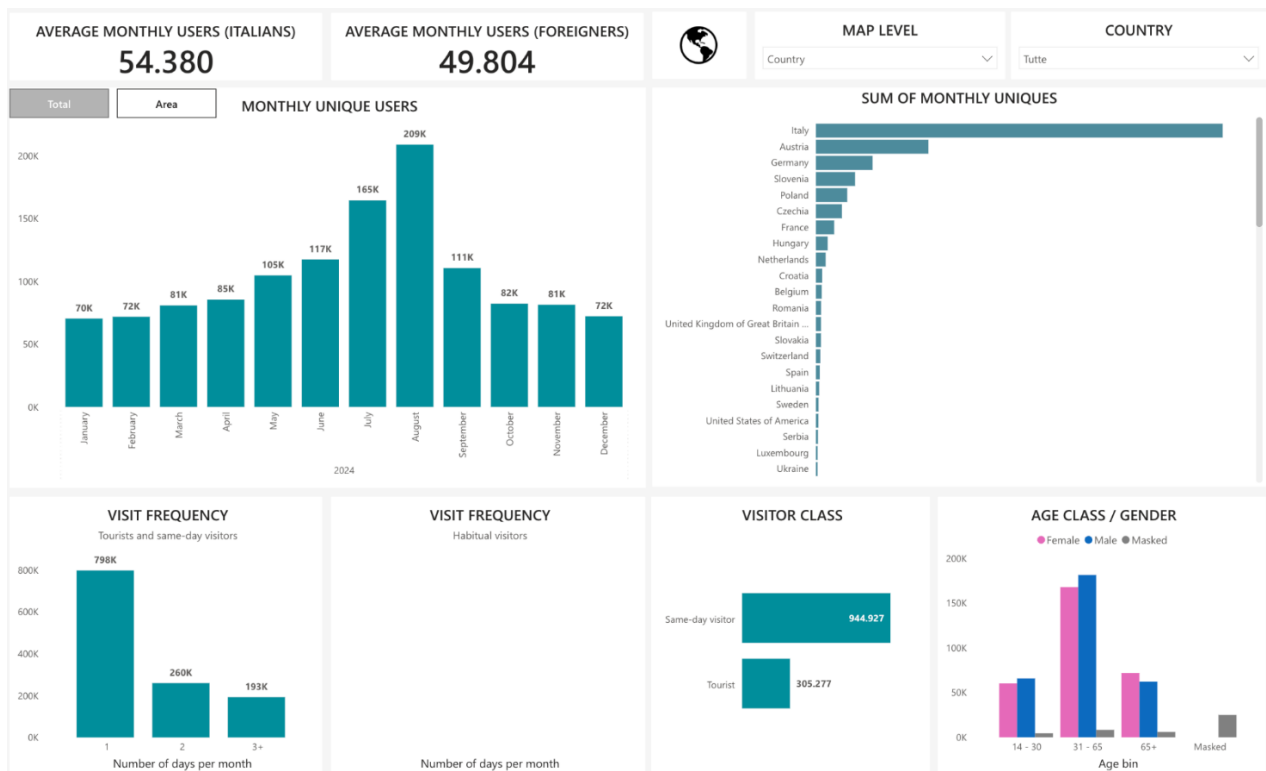 AVERAGE MONTHLY USERS (ITALIANS)
54.380
AVERAGE MONTHLY USERS (FOREIGNERS)
49.804
MAP LEVEL
Country
COUNTRY
Tutte
Total
Area
MONTHLY UNIQUE USERS
200K
150K
100K
50K
0K
70K
72K
81K
85K
105K
117K
165K
209K
111K
82K
81K
72K
January
February
March
April
May
June
July
August
September
October
November
December
2024
SUM OF MONTHLY UNIQUES
Italy
Austria
Germany
Slovenia
Poland
Czechia
France
Hungary
Netherlands
Croatia
Belgium
Romania
United Kingdom of Great Britain ...
Slovakia
Switzerland
Spain
Lithuania
Sweden
United States of America
Serbia
Luxembourg
Ukraine
VISIT FREQUENCY
Tourists and same-day visitors
800K
600K
400K
200K
0K
798K
260K
193K
1
2
3+
Number of days per month
VISIT FREQUENCY
Habitual visitors
Number of days per month
VISITOR CLASS
Same-day visitor
944.927
Tourist
305.277
AGE CLASS / GENDER
Female Male Masked
200K
150K
100K
50K
0K
14 - 30
31 - 65
65+
Masked
Age bin